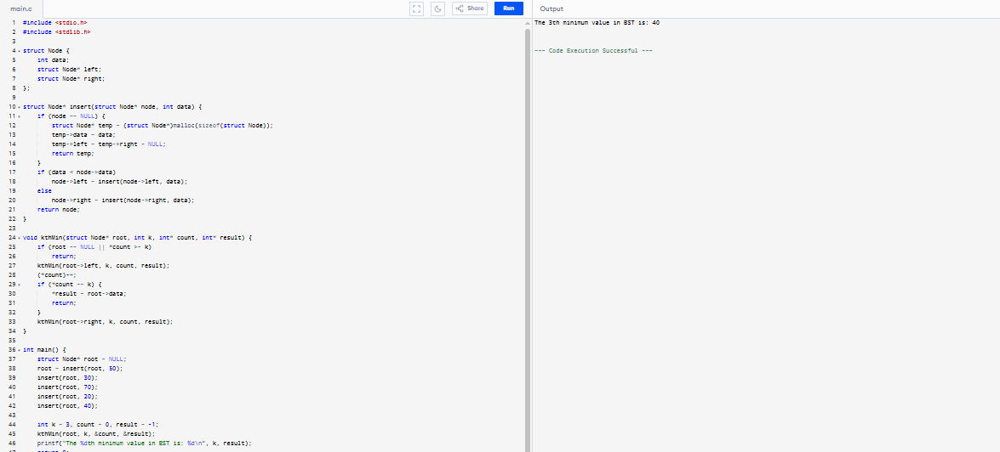 main.c
Share
Run
Output
1 #include <stdio.h>
2 #include <stdlib.h>
3
4 struct Node {
5 int data;
6 struct Node* left;
7 struct Node* right;
8 };
9
10 struct Node* insert(struct Node* node, int data) {
11 if (node == NULL) {
12 struct Node* temp = (struct Node*)malloc(sizeof(struct Node));
13 temp->data = data;
14 temp->left = temp->right = NULL;
15 return temp;
16 }
17 if (data < node->data)
18 node->left = insert(node->left, data);
19 else
20 node->right = insert(node->right, data);
21 return node;
22 }
23
24 void kthMin(struct Node* root, int k, int* count, int* result) {
25 if (root == NULL || *count >= k)
26 return;
27 kthMin(root->left, k, count, result);
28 (*count)++;
29 if (*count == k) {
30 *result = root->data;
31 return;
32 }
33 kthMin(root->right, k, count, result);
34 }
35
36 int main() {
37 struct Node* root = NULL;
38 root = insert(root, 50);
39 insert(root, 30);
40 insert(root, 70);
41 insert(root, 20);
42 insert(root, 40);
43
44 int k = 3, count = 0, result = -1;
45 kthMin(root, k, &count, &result);
46 printf("The %dth minimum value in BST is: %d\n", k, result);
The 3th minimum value in BST is: 40
--- Code Execution Successful ---